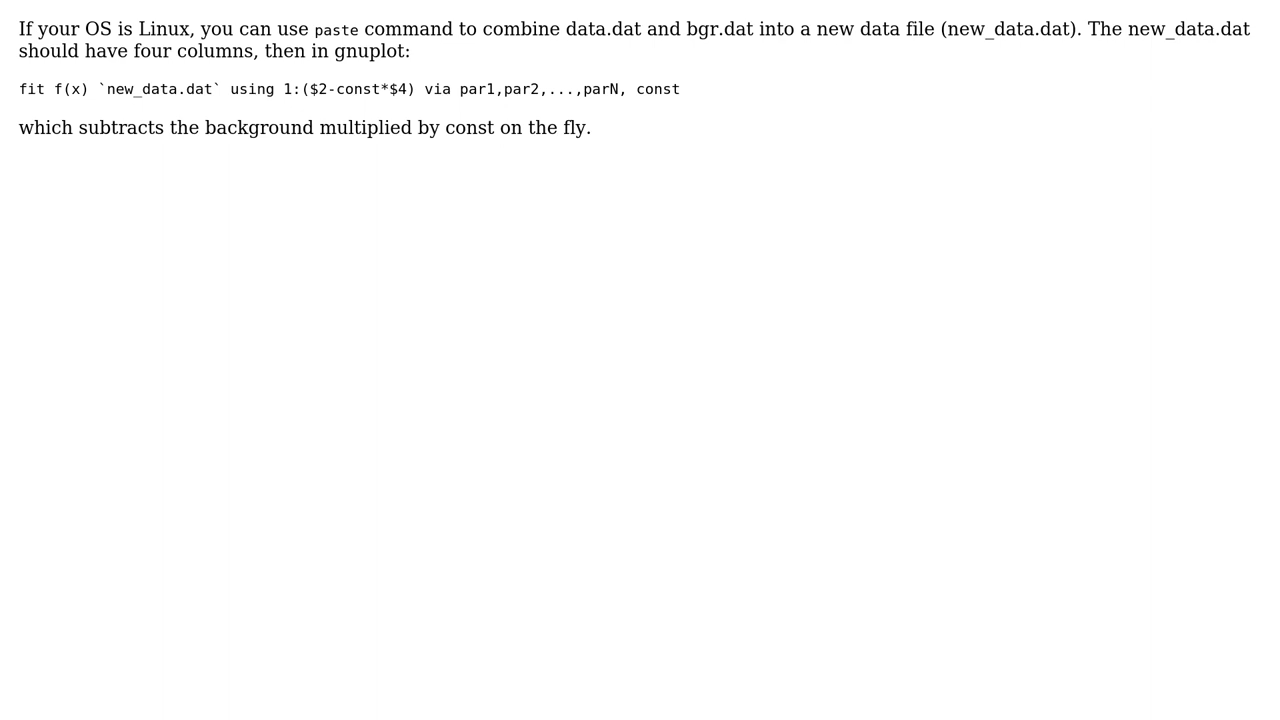 If your OS is Linux, you can use paste command to combine data.dat and bgr.dat into a new data file (new_data.dat). The new_data.dat
should have four columns, then in gnuplot:
fit f(x) `new_data.dat` using 1:($2-const*$4) via par1,par2,...,parN, const
which subtracts the background multiplied by const on the fly.